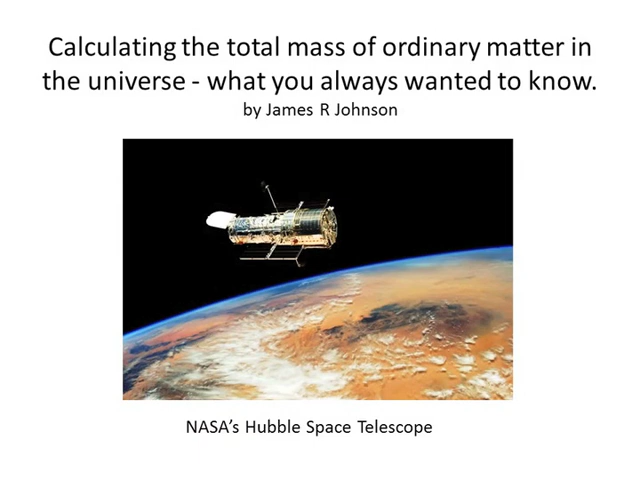 Calculating the total mass of ordinary matter in
the universe - what you always wanted to know.
by James R Johnson
NASA’s Hubble Space Telescope